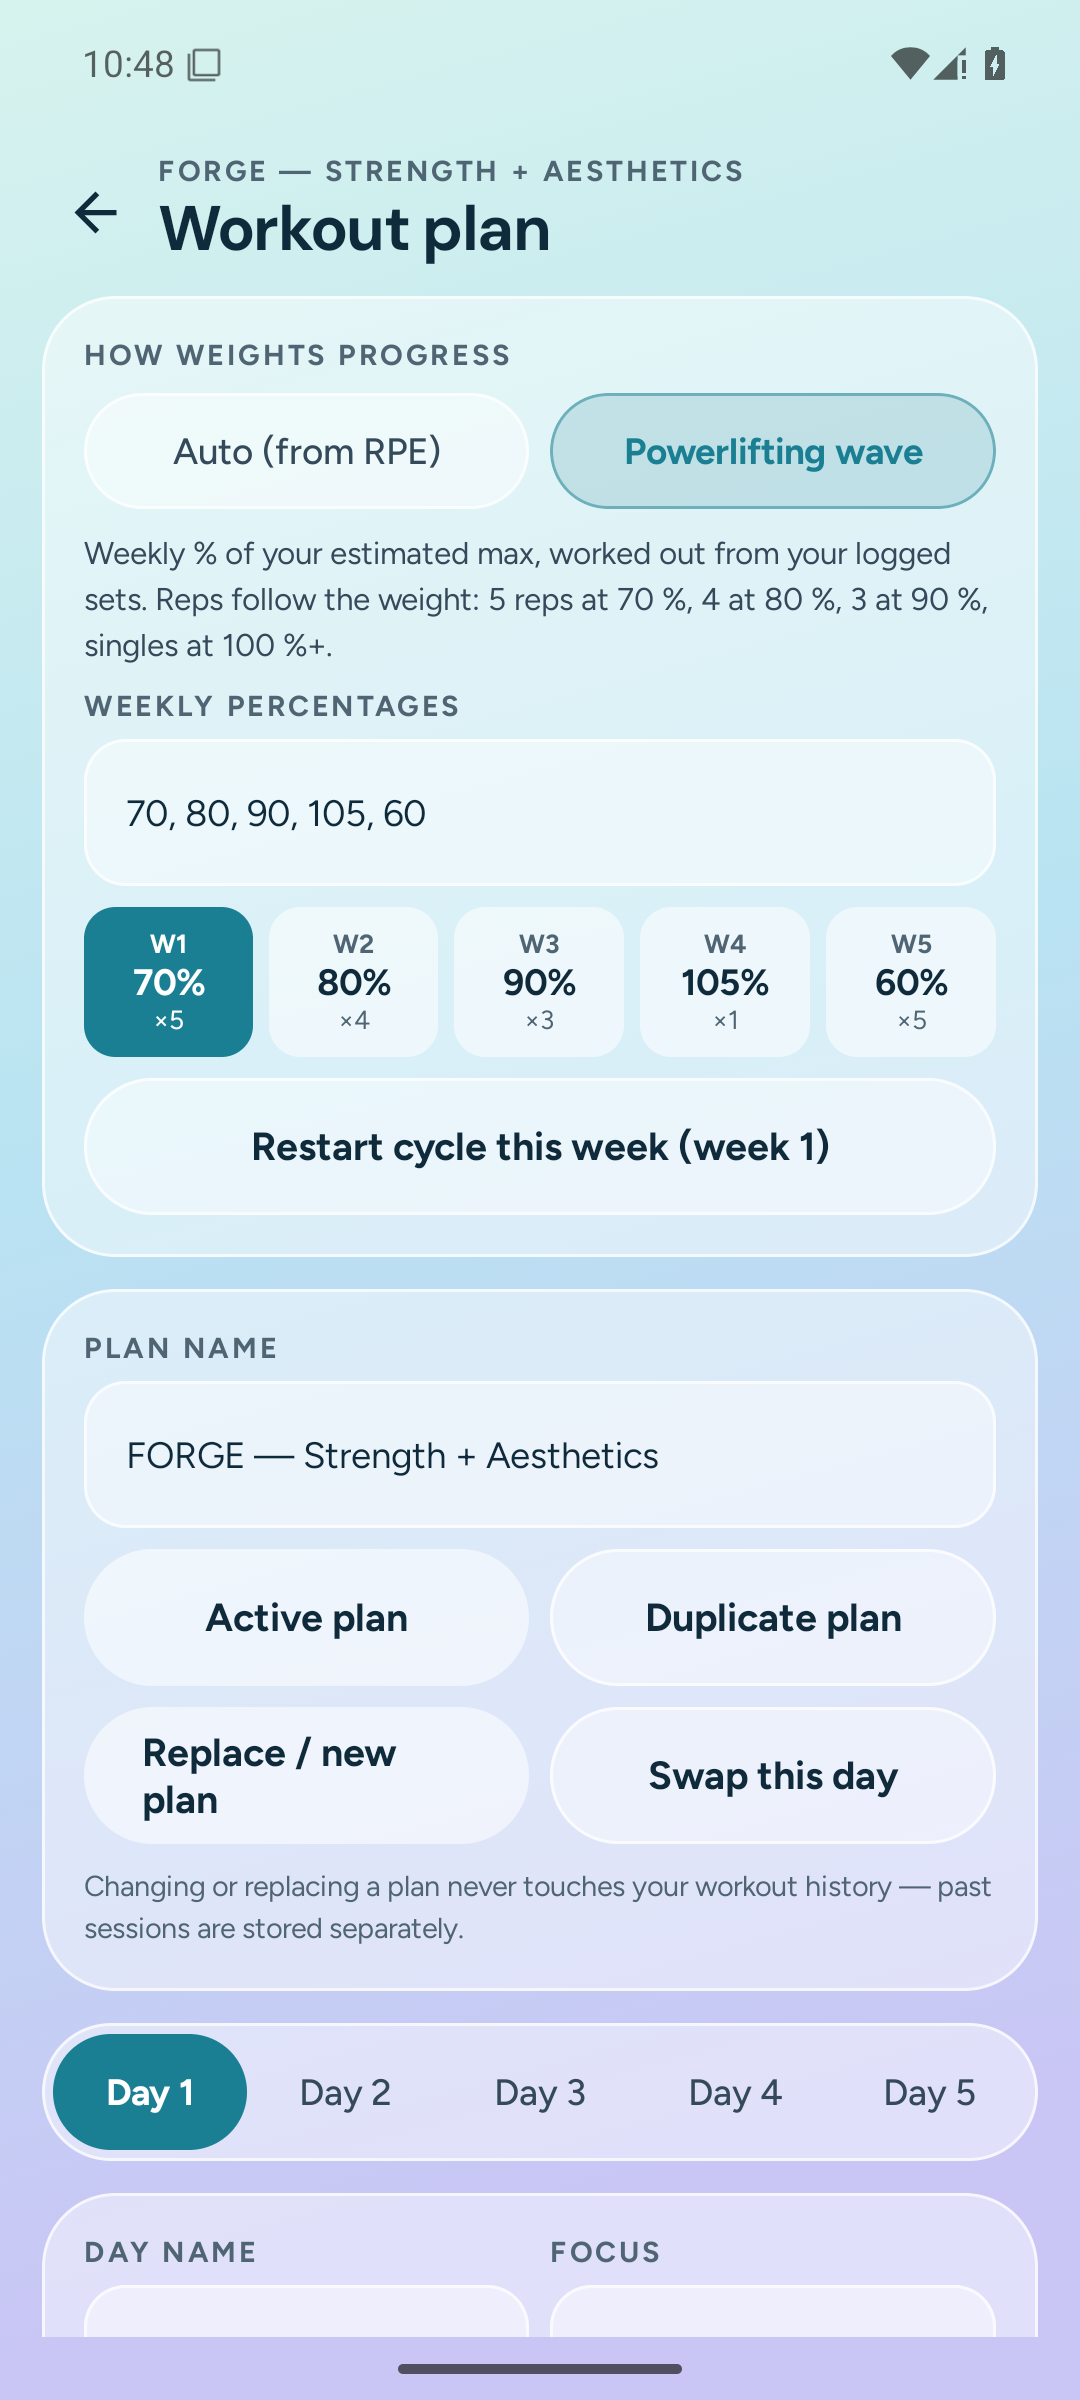 10:48
FORGE — STRENGTH + AESTHETICS
Workout plan
HOW WEIGHTS PROGRESS
Auto (from RPE)
Powerlifting wave
Weekly % of your estimated max, worked out from your logged
sets. Reps follow the weight: 5 reps at 70 %, 4 at 80 %, 3 at 90 %,
singles at 100 %+.
WEEKLY PERCENTAGES
70, 80, 90, 105, 60
W1
70%
×5
W2
80%
×4
W3
90%
×3
W4
105%
×1
W5
60%
×5
Restart cycle this week (week 1)
PLAN NAME
FORGE — Strength + Aesthetics
Active plan
Duplicate plan
Replace / new
plan
Swap this day
Changing or replacing a plan never touches your workout history — past
sessions are stored separately.
Day 1
Day 2
Day 3
Day 4
Day 5
DAY NAME
FOCUS